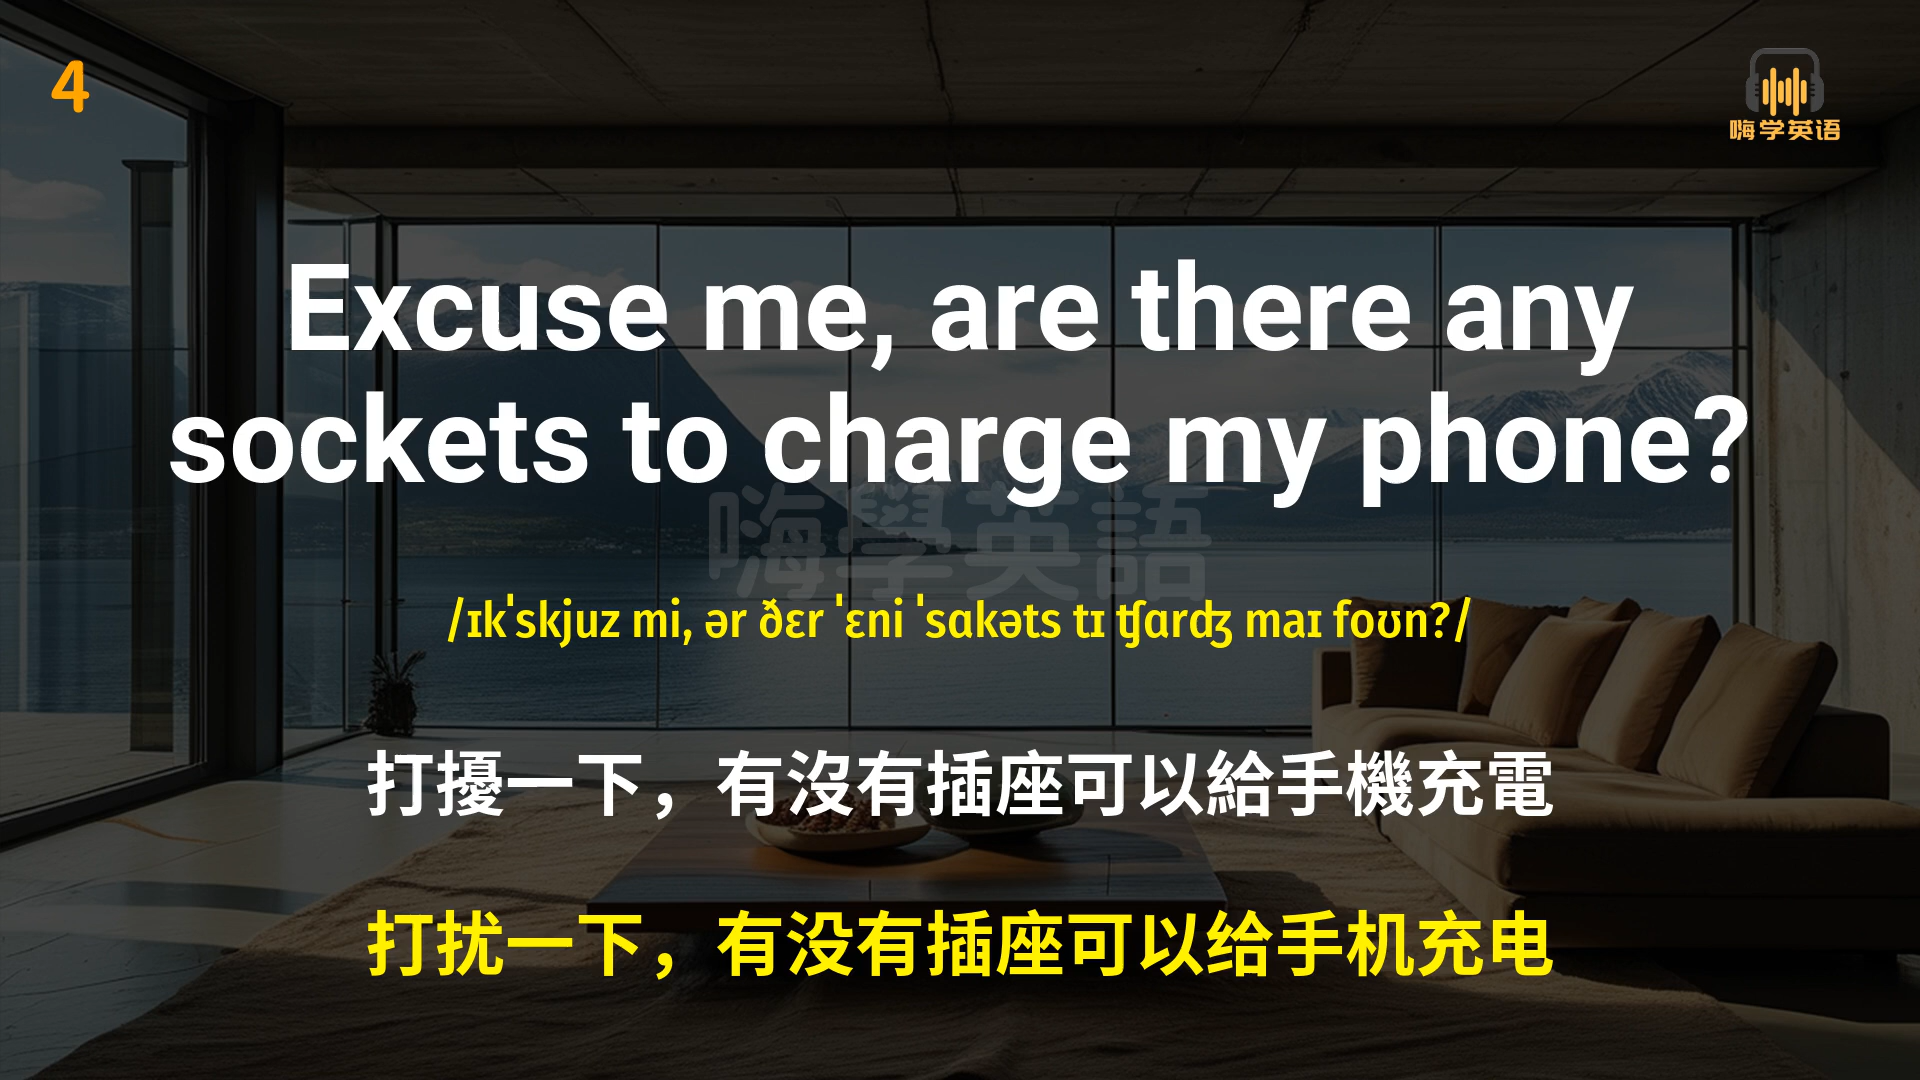 4
嗨学英语
Excuse me, are there any
sockets to charge my phone?
嗨學英語
/ɪkˈskjuz mi, ər ðɛr ˈɛni ˈsɑkəts tɪ ʧɑrʤ maɪ foʊn?/
打擾一下，有沒有插座可以給手機充電
打扰一下，有没有插座可以给手机充电